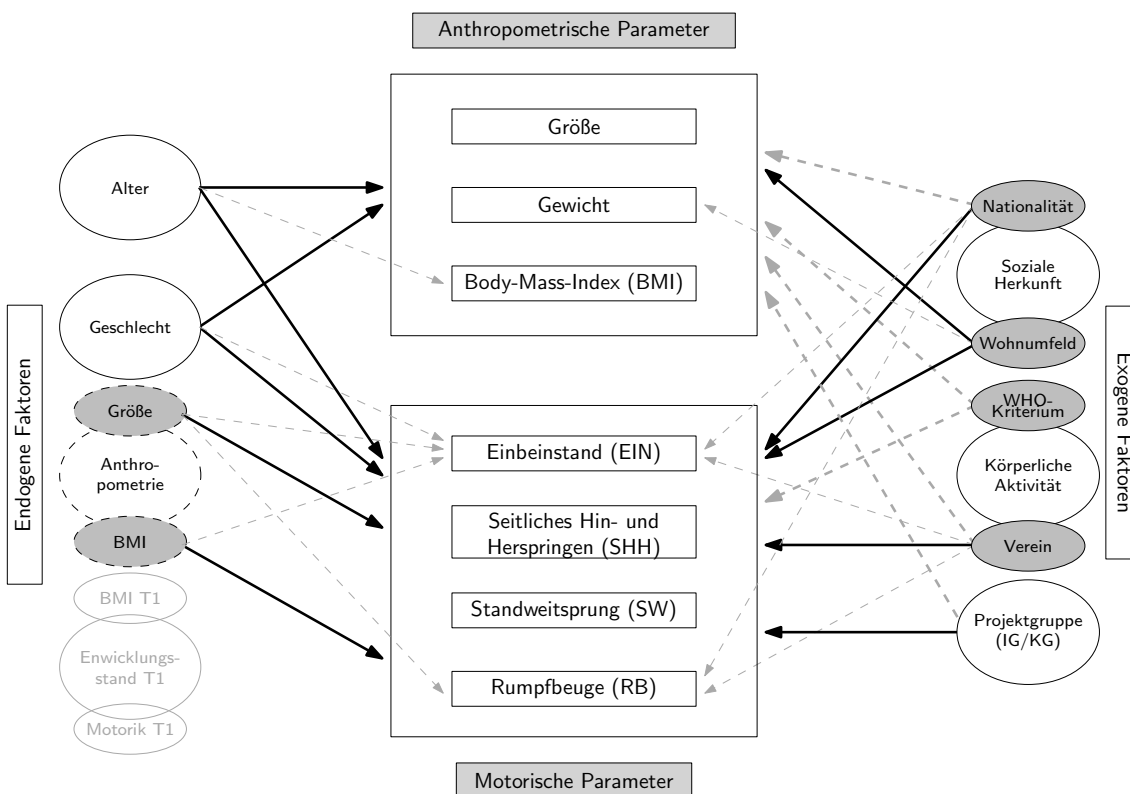 Anthropometrische Parameter
Größe
Gewicht
Body-Mass-Index (BMI)
Endogene Faktoren
Alter
Geschlecht
Größe
Anthro-
pometrie
BMI
BMI T1
Enwicklungs-
stand T1
Motorik T1
Einbeinstand (EIN)
Seitliches Hin- und
Herspringen (SHH)
Standweitsprung (SW)
Rumpfbeuge (RB)
Motorische Parameter
Nationalität
Soziale
Herkunft
Wohnumfeld
WHO-
Kriterium
Körperliche
Aktivität
Verein
Projektgruppe
(IG/KG)
Exogene Faktoren